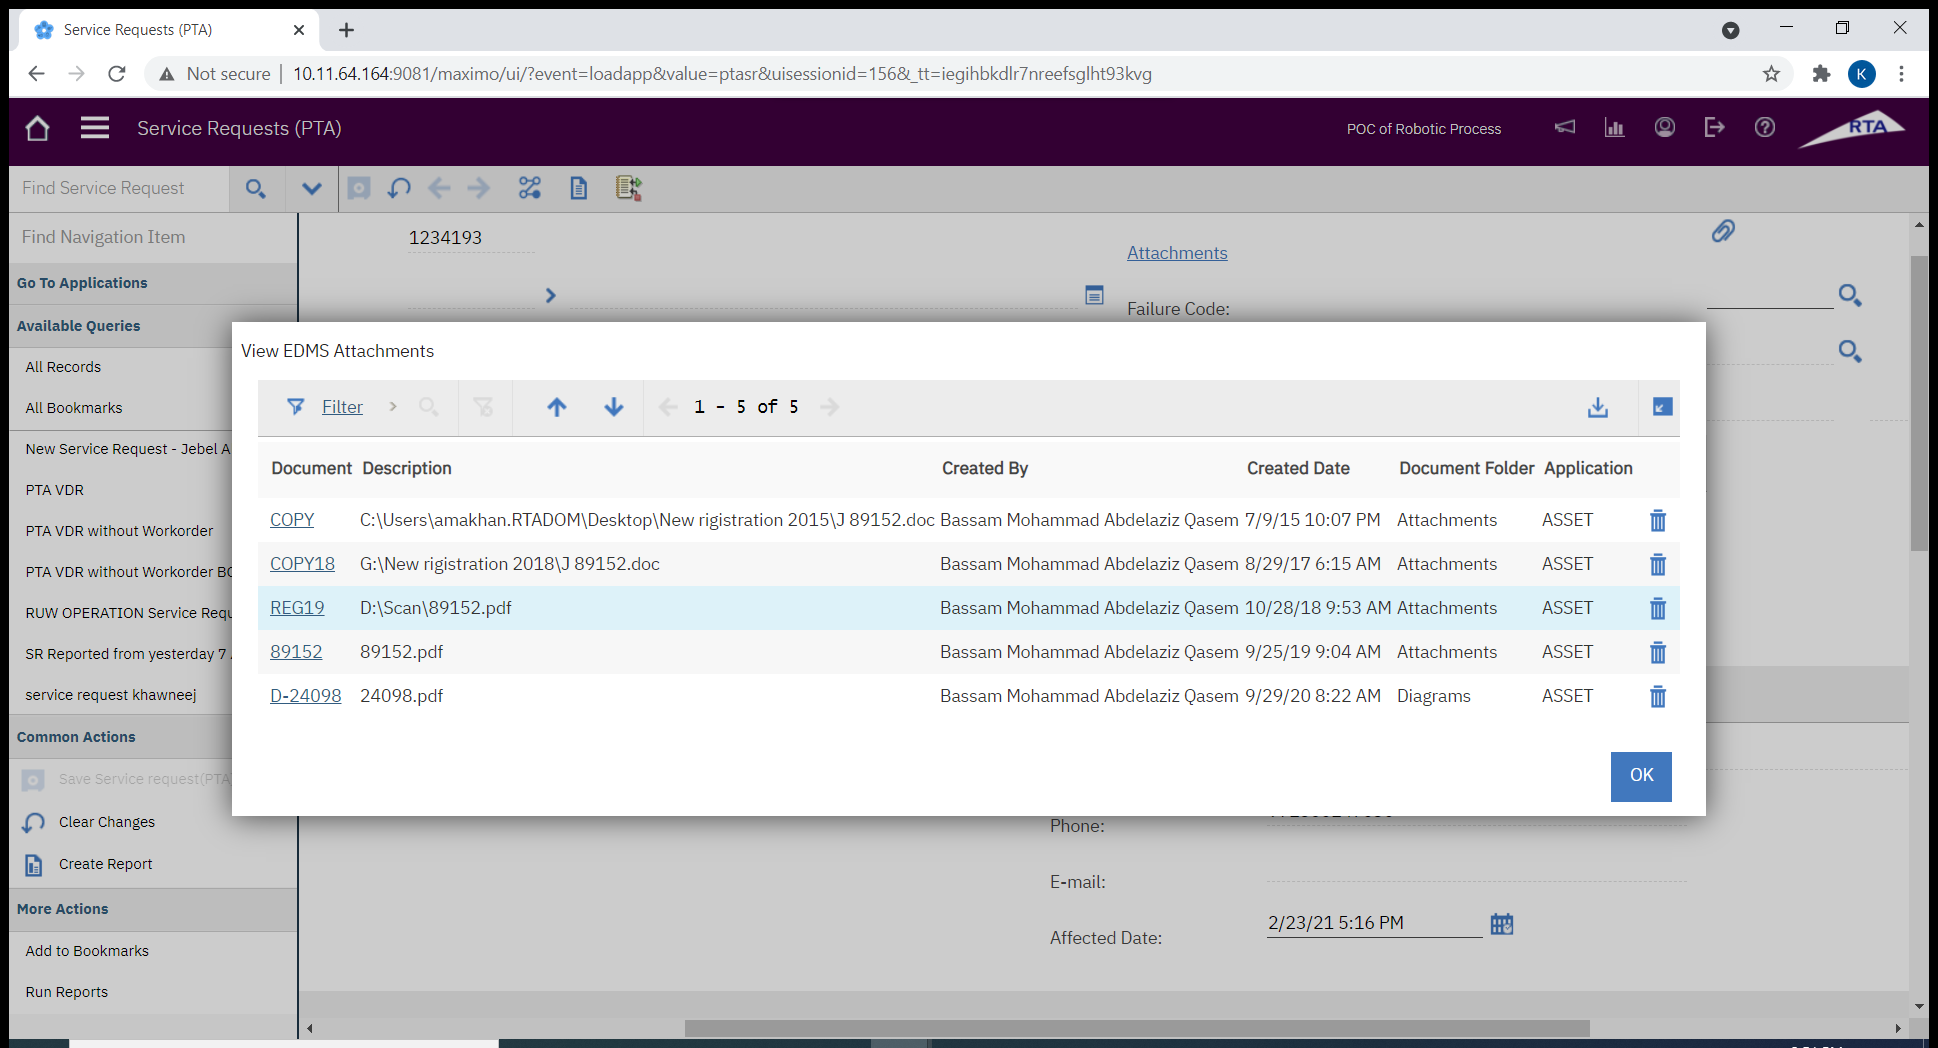 Service Requests (PTA)
Not secure
10.11.64.164:9081/maximo/ui/?event=loadapp&value=ptasr&uisessionid=156&_tt=iegihbkdlr7nreefsglht93kvg
K
Service Requests (PTA)
POC of Robotic Process
RTA
Find Service Request
Find Navigation Item
Go To Applications
Available Queries
All Records
All Bookmarks
New Service Request - Jebel A
PTA VDR
PTA VDR without Workorder
PTA VDR without Workorder BC
RUW OPERATION Service Requ
SR Reported from yesterday 7
service request khawneej
Common Actions
Save Service request(PTA)
Clear Changes
Create Report
More Actions
Add to Bookmarks
Run Reports
1234193
Attachments
Failure Code:
View EDMS Attachments
Filter
1 - 5 of 5
Document Description Created By Created Date Document Folder Application
COPY C:\Users\amakhan.RTADOM\Desktop\New rigistration 2015\J 89152.doc Bassam Mohammad Abdelaziz Qasem 7/9/15 10:07 PM Attachments ASSET
COPY18 G:\New rigistration 2018\J 89152.doc Bassam Mohammad Abdelaziz Qasem 8/29/17 6:15 AM Attachments ASSET
REG19 D:\Scan\89152.pdf Bassam Mohammad Abdelaziz Qasem 10/28/18 9:53 AM Attachments ASSET
89152 89152.pdf Bassam Mohammad Abdelaziz Qasem 9/25/19 9:04 AM Attachments ASSET
D-24098 24098.pdf Bassam Mohammad Abdelaziz Qasem 9/29/20 8:22 AM Diagrams ASSET
OK
Phone:
E-mail:
Affected Date:
2/23/21 5:16 PM